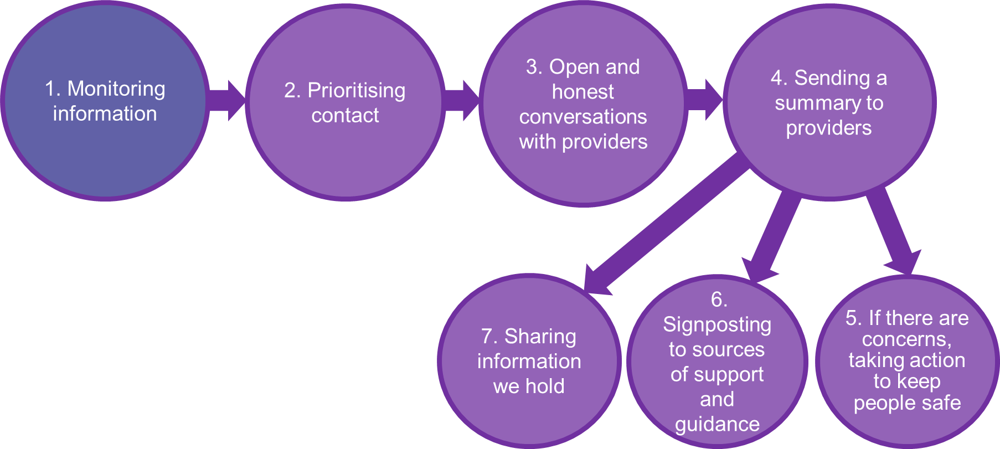 1. Monitoring
information
2. Prioritising
contact
3. Open and
honest
conversations
with providers
4. Sending a
summary to
providers
5. If there are
concerns,
taking action
to keep
people safe
6.
Signposting
to sources
of support
and
guidance
7. Sharing
information
we hold